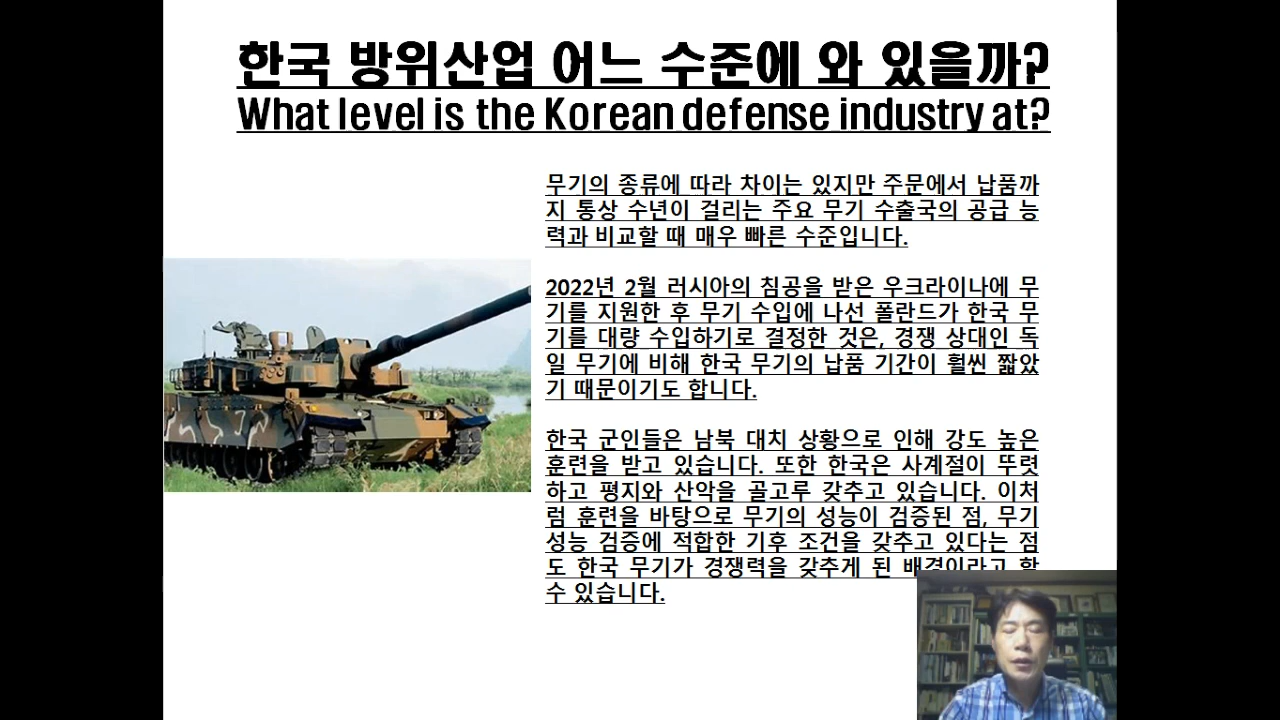 한국 방위산업 어느 수준에 와 있을까?
What level is the Korean defense industry at?
무기의 종류에 따라 차이는 있지만 주문에서 납품까
지 통상 수년이 걸리는 주요 무기 수출국의 공급 능
력과 비교할 때 매우 빠른 수준입니다.
2022년 2월 러시아의 침공을 받은 우크라이나에 무
기를 지원한 후 무기 수입에 나선 폴란드가 한국 무
기를 대량 수입하기로 결정한 것은, 경쟁 상대인 독
일 무기에 비해 한국 무기의 납품 기간이 훨씬 짧았
기 때문이기도 합니다.
한국 군인들은 남북 대치 상황으로 인해 강도 높은
훈련을 받고 있습니다. 또한 한국은 사계절이 뚜렷
하고 평지와 산악을 골고루 갖추고 있습니다. 이처
럼 훈련을 바탕으로 무기의 성능이 검증된 점, 무기
성능 검증에 적합한 기후 조건을 갖추고 있다는 점
도 한국 무기가 경쟁력을 갖추게 된 배경이라고 할
수 있습니다.